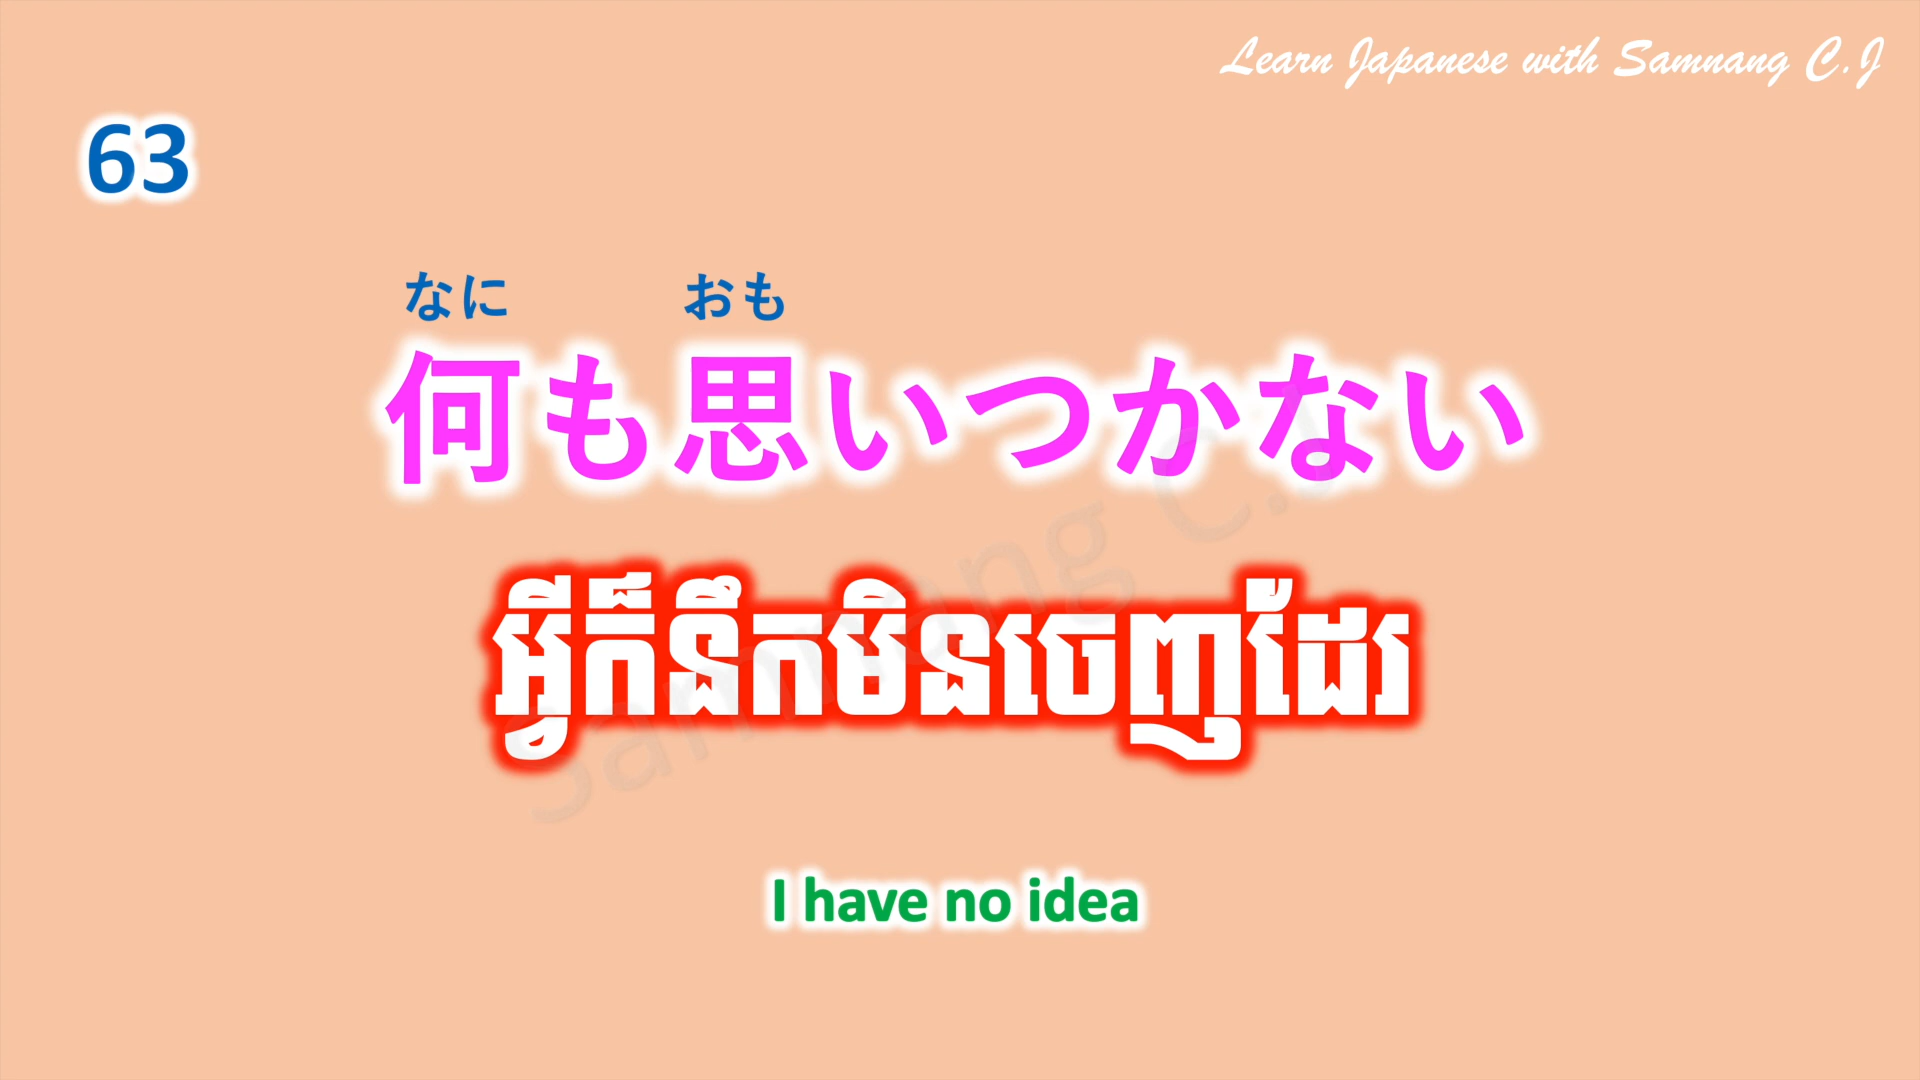 Learn Japanese with Samnang C.J
63
なに おも
何も思いつかない
អ្វីក៏នឹកមិនចេញដែរ
Samnang C.J
I have no idea